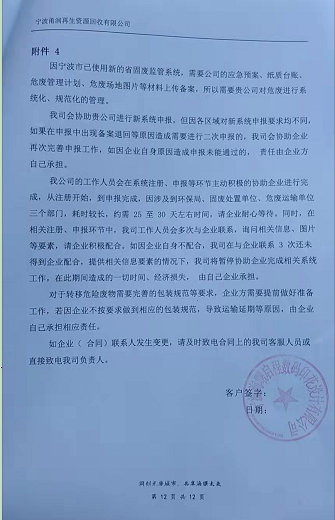 宁波甬润再生资源回收有限公司
附件 4
因宁波市已使用新的省固废监管系统，需要公司的应急预案、纸质台账、
危废管理计划、危废场地图片等材料上传备案，所以需要贵公司对危废进行系
统化、规范化的管理。
我司会协助贵公司进行新系统申报。但因各区域对新系统申报要求均不同，
如果在申报中出现备案退回等原因造成需要进行二次申报的，我司会协助企业
再次完善申报工作，如因企业自身原因造成申报未能通过的， 责任由企业方
自己承担。
我公司的工作人员会在系统注册、申报等环节主动积极的协助企业进行完
成，从注册开始，到申报完成，因涉及到环保局、固废处置单位、危废运输单位
三个部门，耗时较长，约需 25 至 30 天左右时间，请企业耐心等待。同时，在
相关注册、申报环节中，我司工作人员会多次与企业联系，询问相关信息、图片
等要素，请企业积极配合。如因企业自身不配合，我司在与企业联系 3 次还未
得到企业配合、提供相关信息要素的情况下，我司将暂停协助企业完成相关系统
工作，在此期间造成的一切时间、经济损失， 由自己企业承担。
对于转移危险废物需要完善的包装规范等要求，企业方需要提前做好准备
工作，若因企业不按要求做到相应的包装规范，导致运输延期等原因，由企业
自己承担相应责任。
如企业（ 合同）联系人发生变更，请及时致电合同上的我司客服人员或
直接致电我司负责人。
客户签字：
日期：
第 12 页 共 12 页